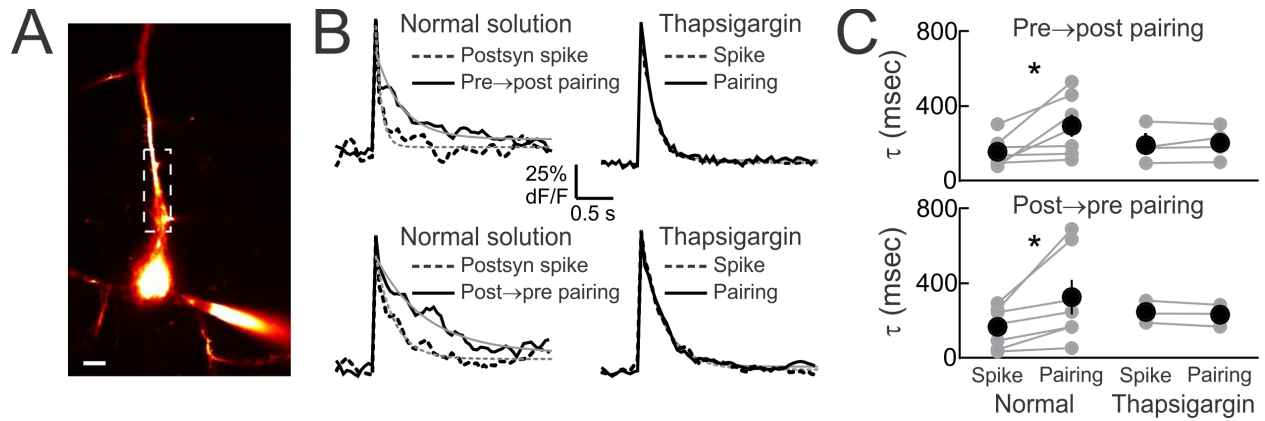 A
B
Normal solution
Postsyn spike
Pre→post pairing
Thapsigargin
Spike
Pairing
25%
dF/F
0.5 s
Normal solution
Postsyn spike
Post→pre pairing
Thapsigargin
Spike
Pairing
C
Pre→post pairing
800
400
0
τ (msec)
*
Post→pre pairing
800
400
0
τ (msec)
*
Spike Pairing Spike Pairing
Normal Thapsigargin